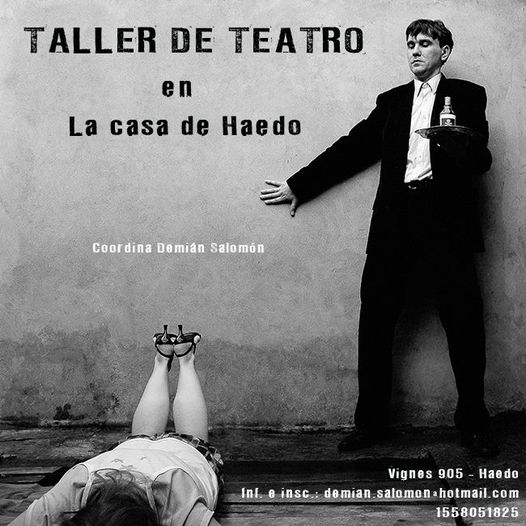 TALLER DE TEATRO
en
La casa de Haedo
Coordina Demián Salomón
Vignes 905 - Haedo
Inf. e insc.: demian.salomon@hotmail.com
1558051825